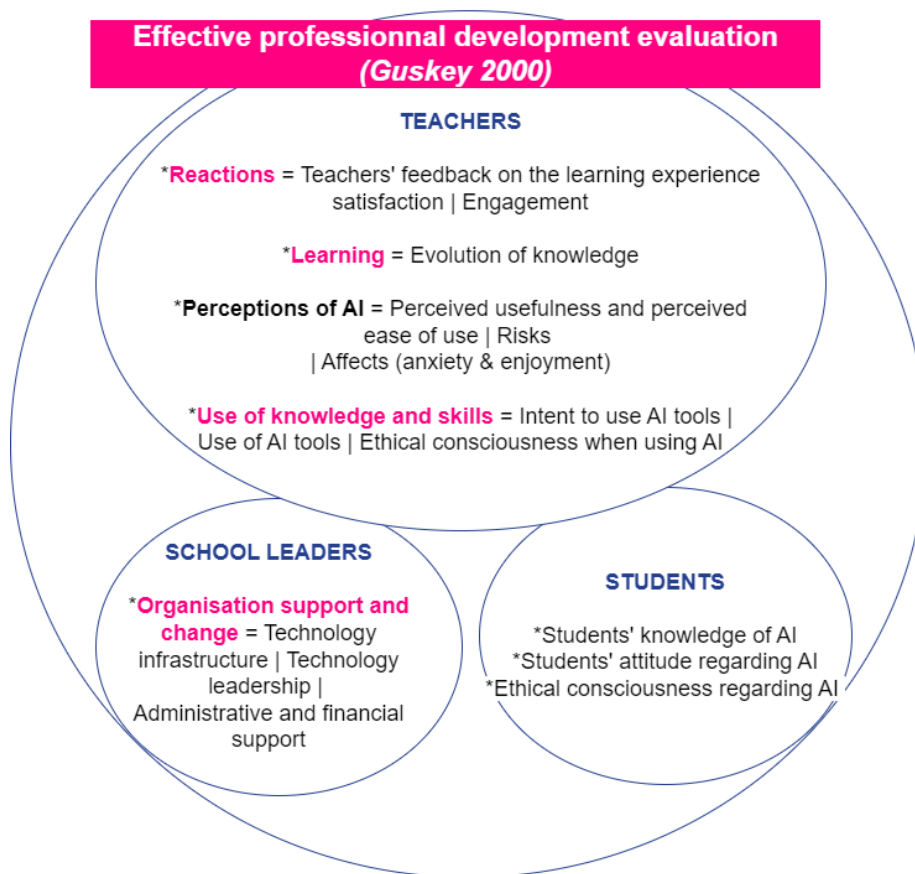 Effective professionnal development evaluation
(Guskey 2000)
TEACHERS
*Reactions = Teachers' feedback on the learning experience
satisfaction | Engagement
*Learning = Evolution of knowledge
*Perceptions of AI = Perceived usefulness and perceived
ease of use | Risks
| Affects (anxiety & enjoyment)
*Use of knowledge and skills = Intent to use AI tools |
Use of AI tools | Ethical consciousness when using AI
SCHOOL LEADERS
*Organisation support and
change = Technology
infrastructure | Technology
leadership |
Administrative and financial
support
STUDENTS
*Students' knowledge of AI
*Students' attitude regarding AI
*Ethical consciousness regarding AI